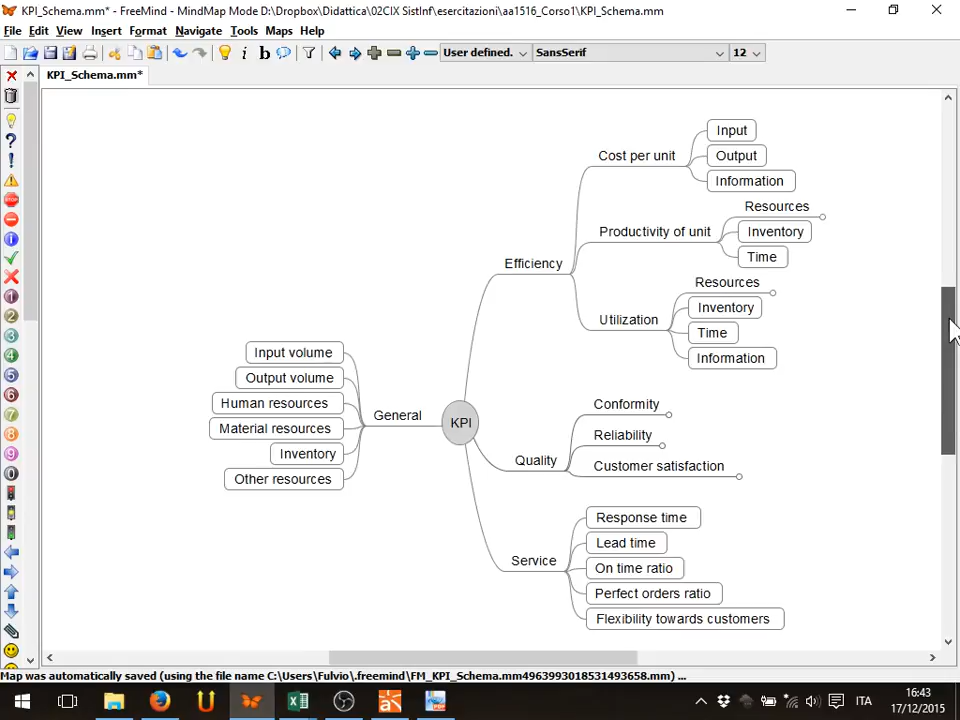 KPI_Schema.mm* - FreeMind - MindMap Mode D:\Dropbox\Didattica\02CIX SistInf\esercitazioni\aa1516_Corso1\KPI_Schema.mm
File Edit View Insert Format Navigate Tools Maps Help
User defined. SansSerif 12
KPI_Schema.mm*
Input
Cost per unit Output
Information
Resources
Productivity of unit Inventory
Time
Efficiency
Resources
Inventory
Utilization
Time
Information
Input volume
Output volume
Human resources
Material resources
Inventory
Other resources
General
KPI
Conformity
Reliability
Quality
Customer satisfaction
Response time
Lead time
Service
On time ratio
Perfect orders ratio
Flexibility towards customers
Map was automatically saved (using the file name C:\Users\Fulvio\.freemind\FM_KPI_Schema.mm4963993018531493658.mm) ...
ITA
16:43
17/12/2015